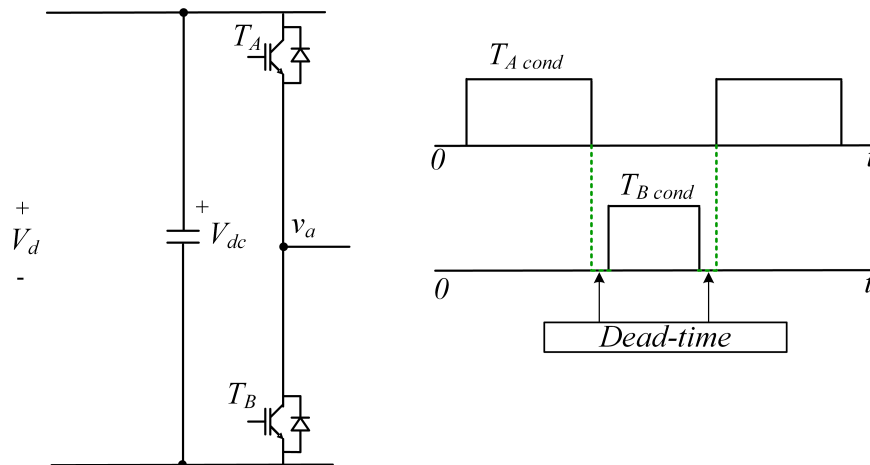 T_A
T_A cond
0
t
T_B cond
+
V_d
-
+
V_dc
v_a
0
t
Dead-time
T_B